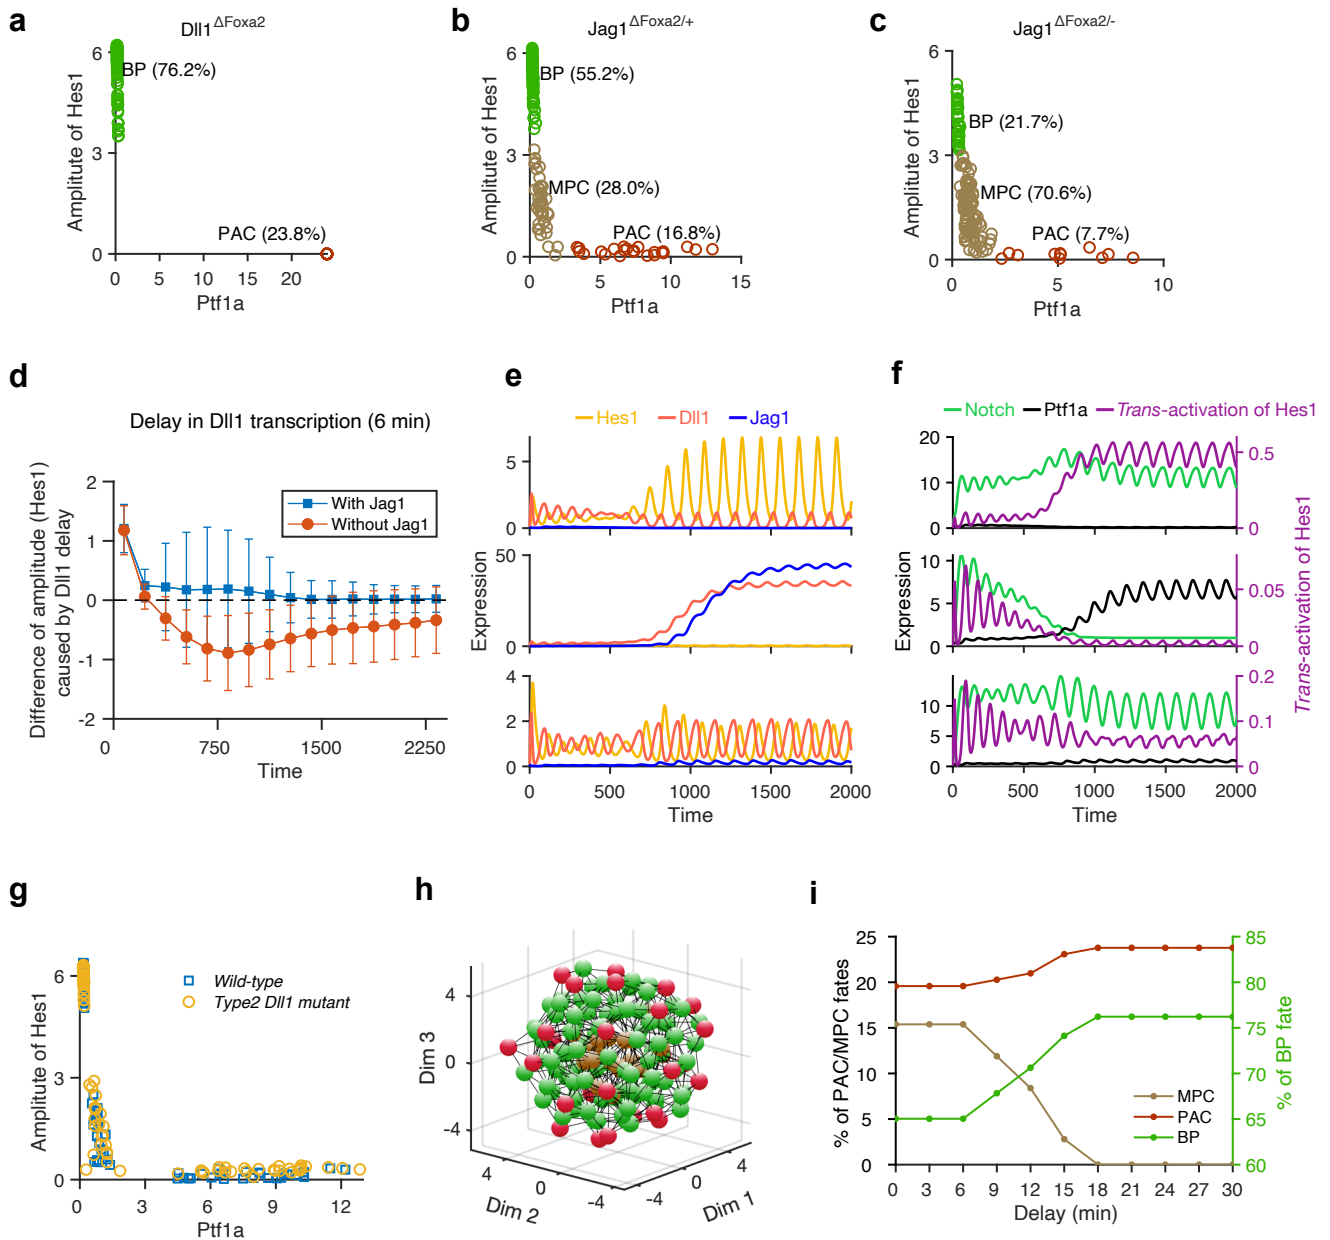 a
Dll1ΔFoxa2
Amplitute of Hes1
6
3
0
BP (76.2%)
PAC (23.8%)
0 5 10 15 20
Ptf1a
b
Jag1ΔFoxa2/+
Amplitute of Hes1
6
3
0
BP (55.2%)
MPC (28.0%)
PAC (16.8%)
0 5 10 15
Ptf1a
c
Jag1ΔFoxa2/-
Amplitute of Hes1
6
3
0
BP (21.7%)
MPC (70.6%)
PAC (7.7%)
0 5 10
Ptf1a
d
Delay in Dll1 transcription (6 min)
Difference of amplitute (Hes1)
caused by Dll1 delay
2
1
0
-1
-2
With Jag1
Without Jag1
0 750 1500 2250
Time
e
Hes1 Dll1 Jag1
Expression
5
0
50
0
4
2
0
0 500 1000 1500 2000
Time
f
Notch Ptf1a Trans-activation of Hes1
Expression
20
10
0
0.5
0
10
5
0
0.05
0
10
5
0
0.2
0.1
0
Trans-activation of Hes1
0 500 1000 1500 2000
Time
g
Amplitute of Hes1
6
3
0
Wild-type
Type2 Dll1 mutant
0 3 6 9 12
Ptf1a
h
Dim 3
4
0
-4
4 0 -4
Dim 2
-4 0 4
Dim 1
i
% of PAC/MPC fates
25
20
15
10
5
0
MPC
PAC
BP
85
80
75
70
65
60
% of BP fate
0 3 6 9 12 15 18 21 24 27 30
Delay (min)